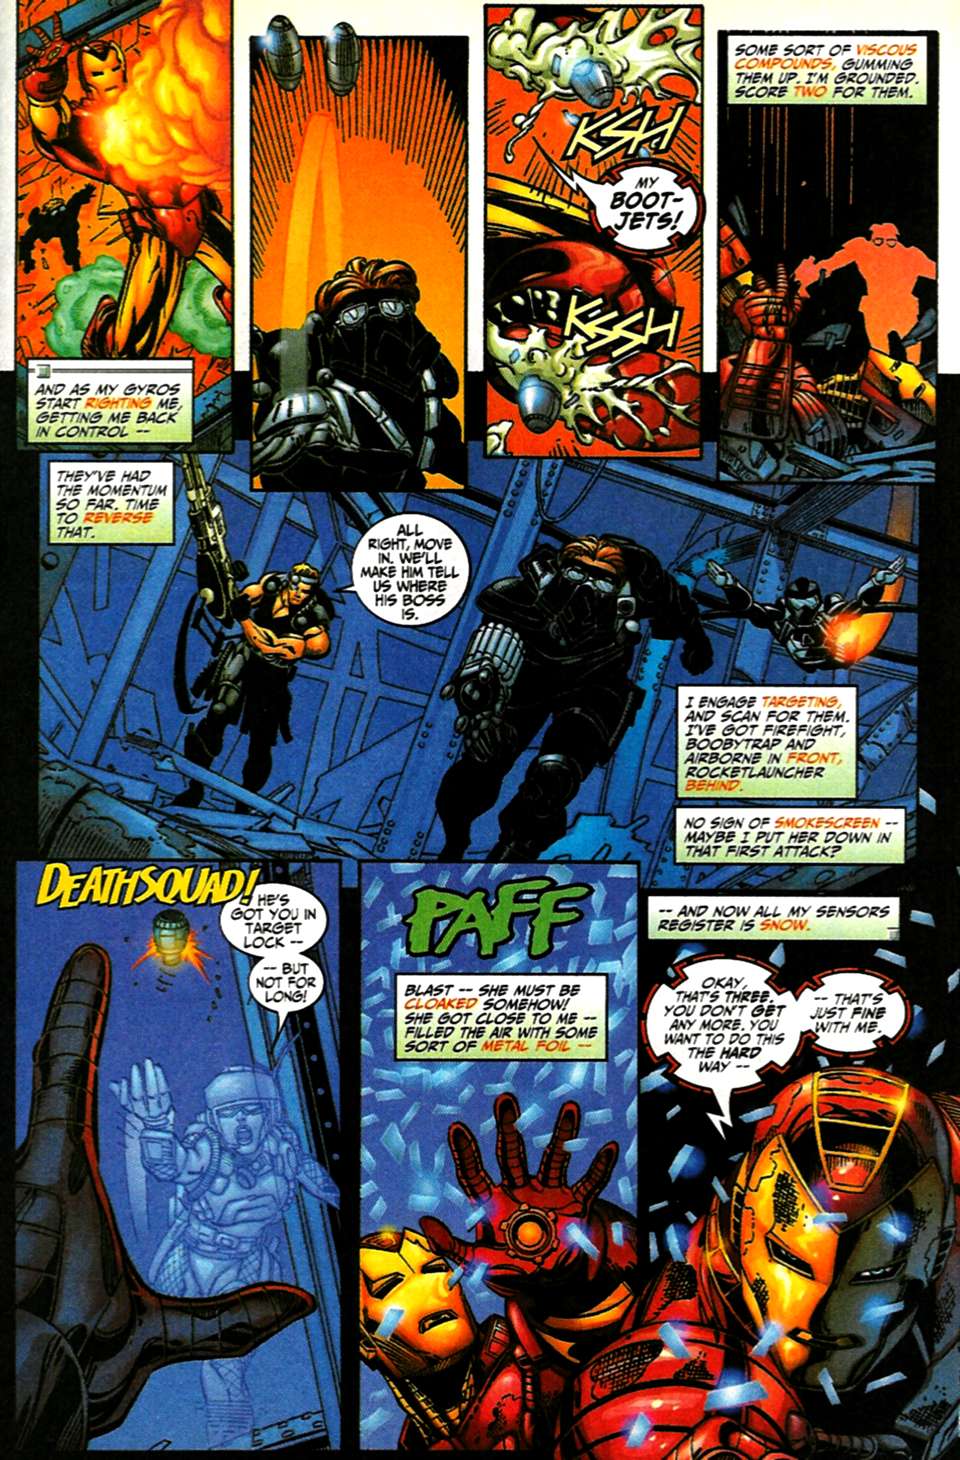 AND AS MY GYROS
START RIGHTING ME,
GETTING ME BACK
IN CONTROL --
KSH
MY
BOOT-
JETS!
KSSH
SOME SORT OF VISCOUS
COMPOUNDS, GUMMING
THEM UP. I'M GROUNDED.
SCORE TWO FOR THEM.
THEY'VE HAD
THE MOMENTUM
SO FAR. TIME
TO REVERSE
THAT.
ALL
RIGHT, MOVE
IN. WE'LL
MAKE HIM TELL
US WHERE
HIS BOSS
IS.
I ENGAGE TARGETING,
AND SCAN FOR THEM.
I'VE GOT FIREFIGHT,
BOOBYTRAP AND
AIRBORNE IN FRONT,
ROCKETLAUNCHER
BEHIND.
NO SIGN OF SMOKESCREEN --
MAYBE I PUT HER DOWN IN
THAT FIRST ATTACK?
DEATHSQUAD!
HE'S
GOT YOU IN
TARGET
LOCK --
-- BUT
NOT FOR
LONG!
PAFF
BLAST -- SHE MUST BE
CLOAKED SOMEHOW!
SHE GOT CLOSE TO ME --
FILLED THE AIR WITH SOME
SORT OF METAL FOIL --
-- AND NOW ALL MY SENSORS
REGISTER IS SNOW.
OKAY,
THAT'S THREE.
YOU DON'T GET
ANY MORE. YOU
WANT TO DO THIS
THE HARD
WAY --
-- THAT'S
JUST FINE
WITH ME.